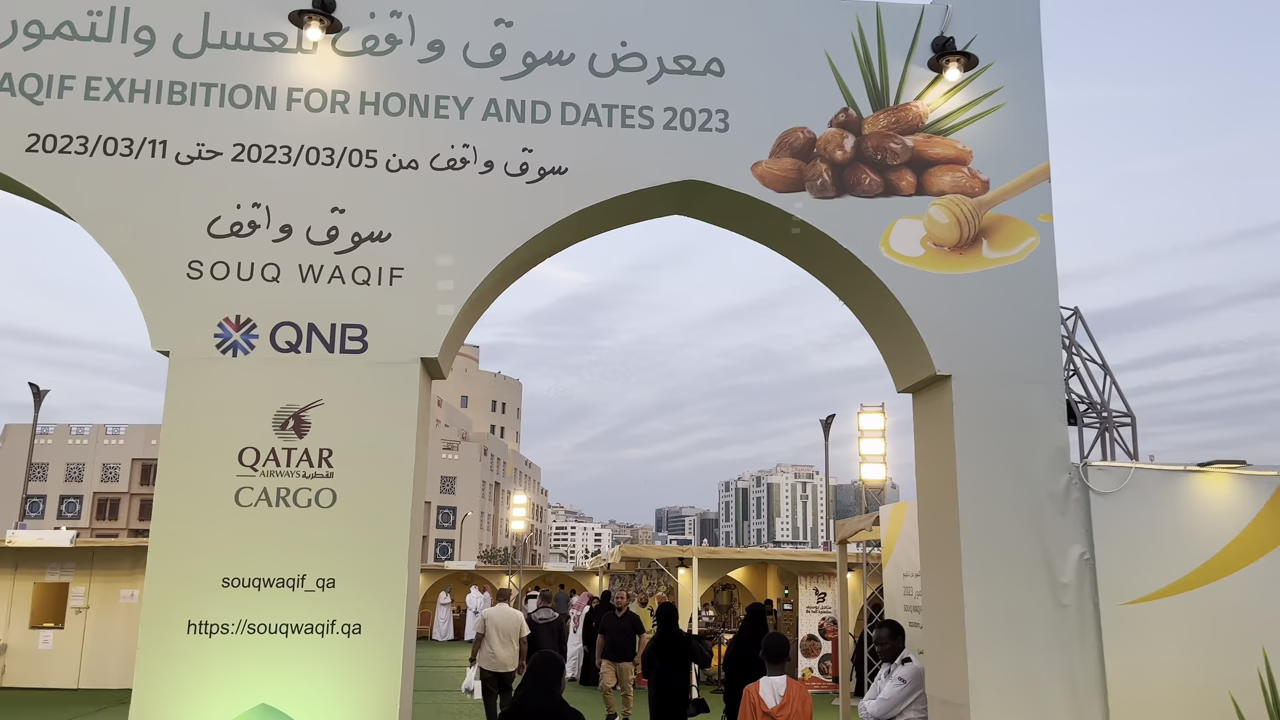 معرض سوق واقف للعسل والتمور
WAQIF EXHIBITION FOR HONEY AND DATES 2023
سوق واقف من 2023/03/05 حتى 2023/03/11
سوق واقف
SOUQ WAQIF
QNB
QATAR
AIRWAYS القطرية
CARGO
souqwaqif_qa
https://souqwaqif.qa